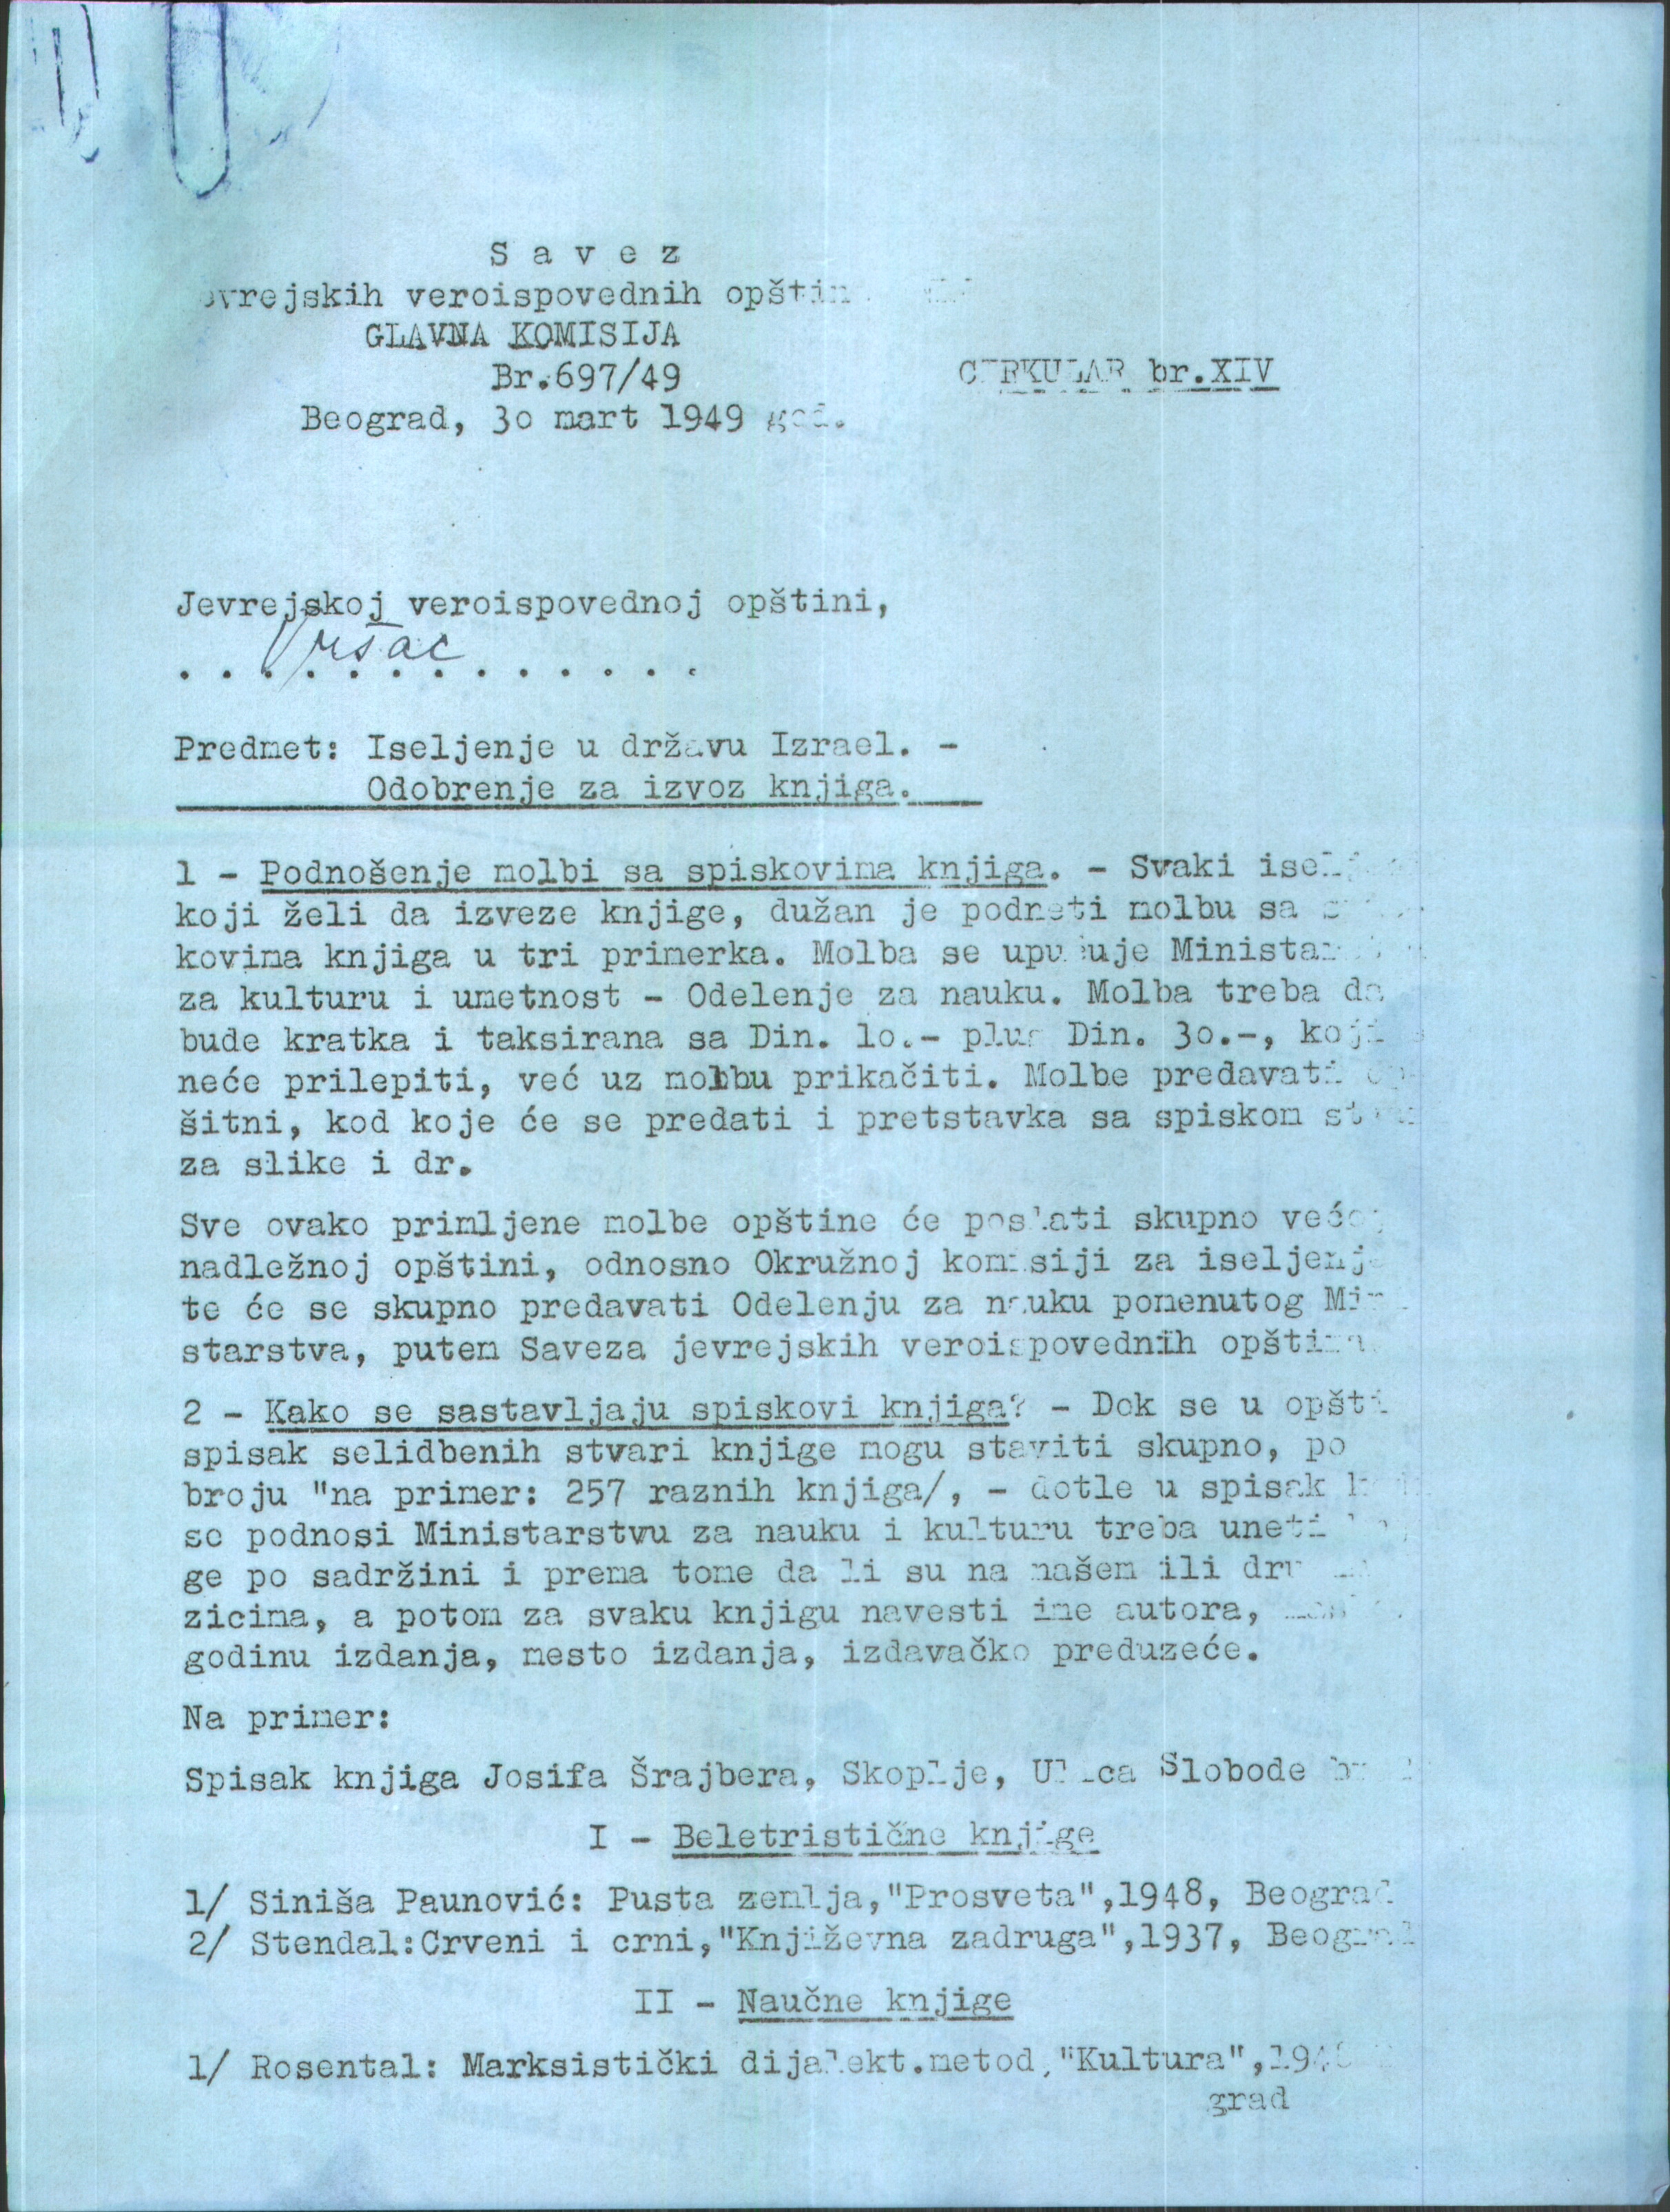 S a v e z
veroispovednih
GLAVNA KOMISIJA
Br.697/49
CIRKULAR br.XIV
Beograd, 3o mart 1949 god.
Jevrejskoj veroispovednoj opštini,
Vršac
. . . . . . . . . . . . .
Predmet: Iseljenje u državu Izrael. -
Odobrenje za izvoz knjiga.
1 - Podnošenje molbi sa spiskovima knjiga. - Svaki
koji želi da izveze knjige, dužan je podneti molbu sa
kovima knjiga u tri primerka. Molba se upućuje
za kulturu i umetnost - Odelenje za nauku. Molba treba da
bude kratka i taksirana sa Din. lo.- plus Din. 3o.-,
neće prilepiti, već uz molbu prikačiti. Molbe predavati
šitni, kod koje će se predati i pretstavka sa spiskom
za slike i dr.
Sve ovako primljene molbe opštine će poslati skupno
nadležnoj opštini, odnosno Okružnoj komisiji za
te će se skupno predavati Odelenju za nauku pomenutog
starstva, putem Saveza jevrejskih veroispovednih opština.
2 - Kako se sastavljaju spiskovi knjiga? - Dok se u
spisak selidbenih stvari knjige mogu staviti skupno, po
broju "na primer: 257 raznih knjiga/, - dotle u spisak
se podnosi Ministarstvu za nauku i kulturu treba uneti
ge po sadržini i prema tome da li su na našem ili
zicima, a potom za svaku knjigu navesti ime autora,
godinu izdanja, mesto izdanja, izdavačko preduzeće.
Na primer:
Spisak knjiga Josifa Šrajbera, Skoplje, Ulica Slobode
I - Beletristične knjige
1/ Siniša Paunović: Pusta zemlja,"Prosveta",1948, Beograd
2/ Stendal:Crveni i crni,"Književna zadruga",1937, Beograd
II - Naučne knjige
1/ Rosental: Marksistički dijalekt.metod,"Kultura",
grad